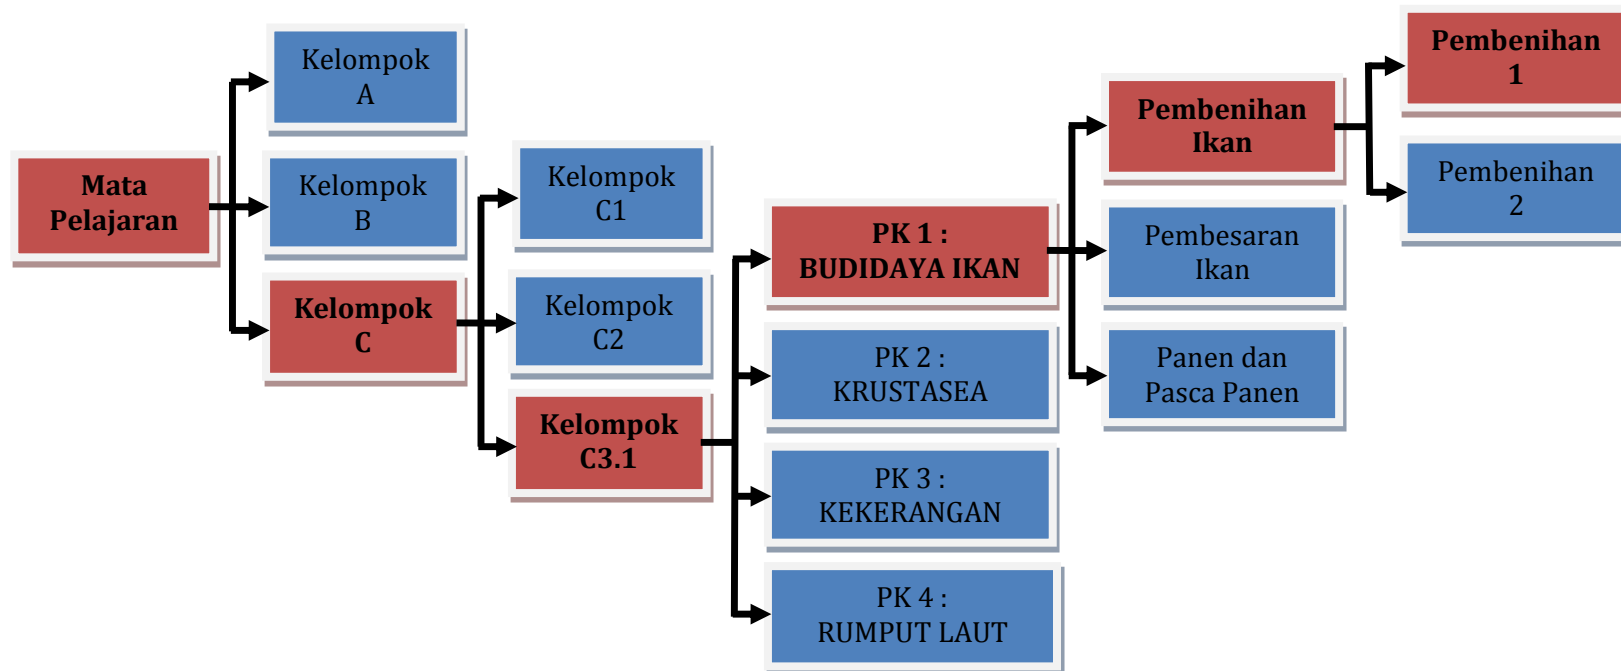 Mata
Pelajaran
Kelompok
A
Kelompok
B
Kelompok
C
Kelompok
C1
Kelompok
C2
Kelompok
C3.1
PK 1 :
BUDIDAYA IKAN
PK 2 :
KRUSTASEA
PK 3 :
KEKERANGAN
PK 4 :
RUMPUT LAUT
Pembenihan
Ikan
Pembesaran
Ikan
Panen dan
Pasca Panen
Pembenihan
1
Pembenihan
2